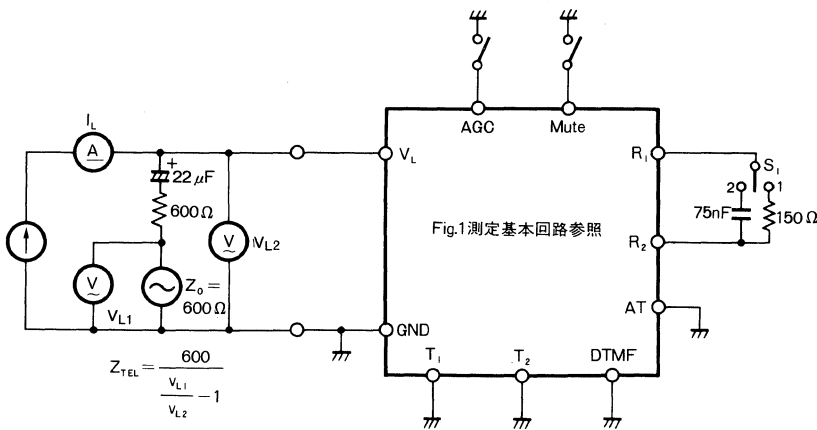 AGC
Mute
I_L
A
+
22μF
600Ω
V
V_L1
Z_0 =
600Ω
V
V_L2
V_L
GND
Fig.1測定基本回路参照
R_1
R_2
AT
T_1
T_2
DTMF
S_1
2
1
75nF
150Ω
Z_TEL = 600 / (V_L1 / V_L2 − 1)